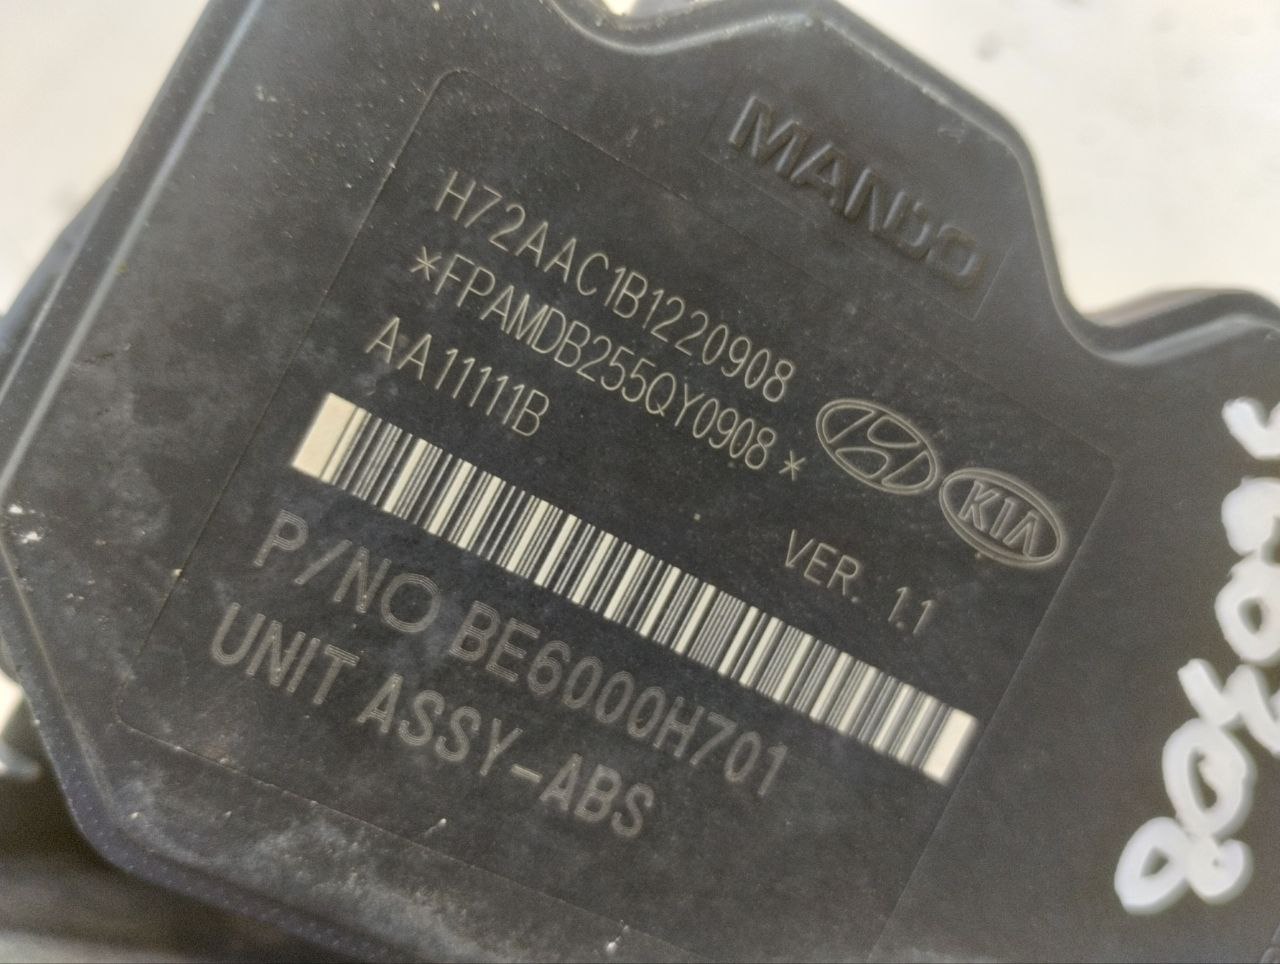 MANDO
H72AAC1B1220908
*FPAMDB255QY0908*
AA11111B
KIA
VER. 1.1
P/NO BE6000H701
UNIT ASSY-ABS